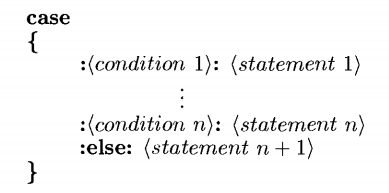 case
{
:⟨condition 1⟩: ⟨statement 1⟩
⋮
:⟨condition n⟩: ⟨statement n⟩
:else: ⟨statement n + 1⟩
}